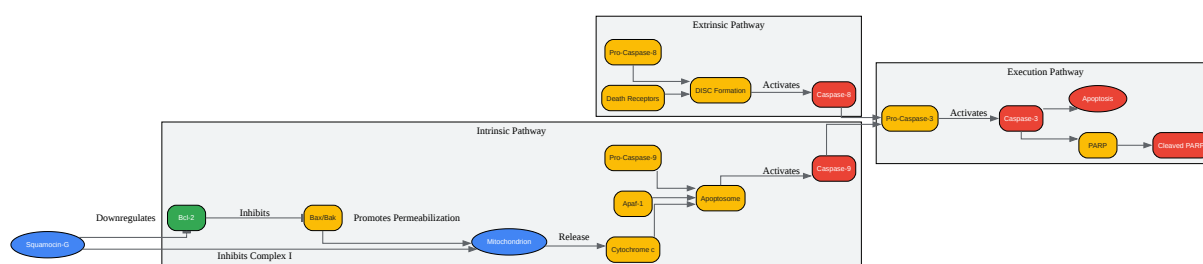 Extrinsic Pathway
Pro-Caspase-8
Death Receptors
DISC Formation
Activates
Caspase-8
Execution Pathway
Pro-Caspase-3
Activates
Caspase-3
Apoptosis
PARP
Cleaved PARP
Intrinsic Pathway
Pro-Caspase-9
Apaf-1
Cytochrome c
Apoptosome
Activates
Caspase-9
Downregulates
Bcl-2
Inhibits
Bax/Bak
Promotes Permeabilization
Squamocin-G
Mitochondrion
Release
Inhibits Complex I